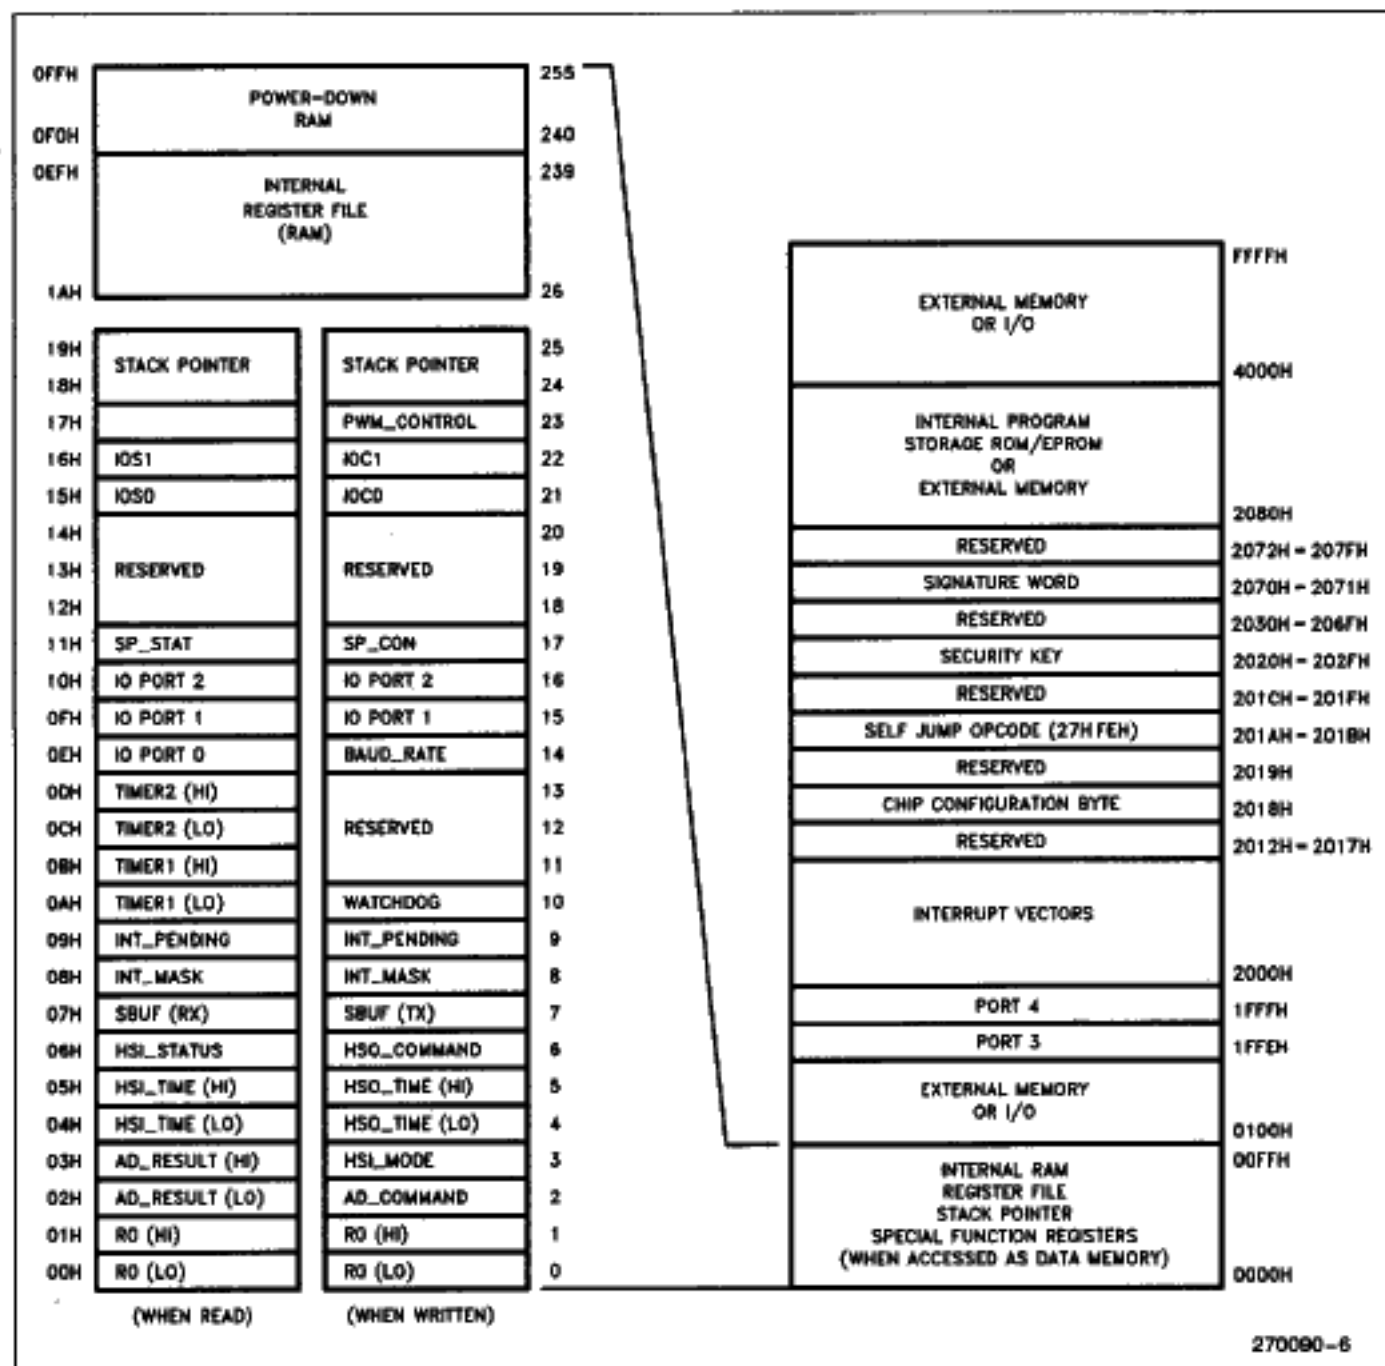 0FFH POWER-DOWN 255
RAM
0F0H 240
0EFH INTERNAL 239
REGISTER FILE
(RAM)
1AH 26
19H STACK POINTER STACK POINTER 25
18H 24
17H PWM_CONTROL 23
16H IOS1 IOC1 22
15H IOS0 IOC0 21
14H 20
13H RESERVED RESERVED 19
12H 18
11H SP_STAT SP_CON 17
10H IO PORT 2 IO PORT 2 16
0FH IO PORT 1 IO PORT 1 15
0EH IO PORT 0 BAUD_RATE 14
0DH TIMER2 (HI) 13
0CH TIMER2 (LO) RESERVED 12
0BH TIMER1 (HI) 11
0AH TIMER1 (LO) WATCHDOG 10
09H INT_PENDING INT_PENDING 9
08H INT_MASK INT_MASK 8
07H SBUF (RX) SBUF (TX) 7
06H HSI_STATUS HSO_COMMAND 6
05H HSI_TIME (HI) HSO_TIME (HI) 5
04H HSI_TIME (LO) HSO_TIME (LO) 4
03H AD_RESULT (HI) HSI_MODE 3
02H AD_RESULT (LO) AD_COMMAND 2
01H R0 (HI) R0 (HI) 1
00H R0 (LO) R0 (LO) 0
(WHEN READ) (WHEN WRITTEN)
FFFFH
EXTERNAL MEMORY
OR I/O
4000H
INTERNAL PROGRAM
STORAGE ROM/EPROM
OR
EXTERNAL MEMORY
2080H
RESERVED 2072H - 207FH
SIGNATURE WORD 2070H - 2071H
RESERVED 2030H - 206FH
SECURITY KEY 2020H - 202FH
RESERVED 201CH - 201FH
SELF JUMP OPCODE (27H FEH) 201AH - 201BH
RESERVED 2019H
CHIP CONFIGURATION BYTE 2018H
RESERVED 2012H - 2017H
INTERRUPT VECTORS
2000H
PORT 4 1FFFH
PORT 3 1FFEH
EXTERNAL MEMORY
OR I/O
0100H
INTERNAL RAM 00FFH
REGISTER FILE
STACK POINTER
SPECIAL FUNCTION REGISTERS
(WHEN ACCESSED AS DATA MEMORY)
0000H
270090-6